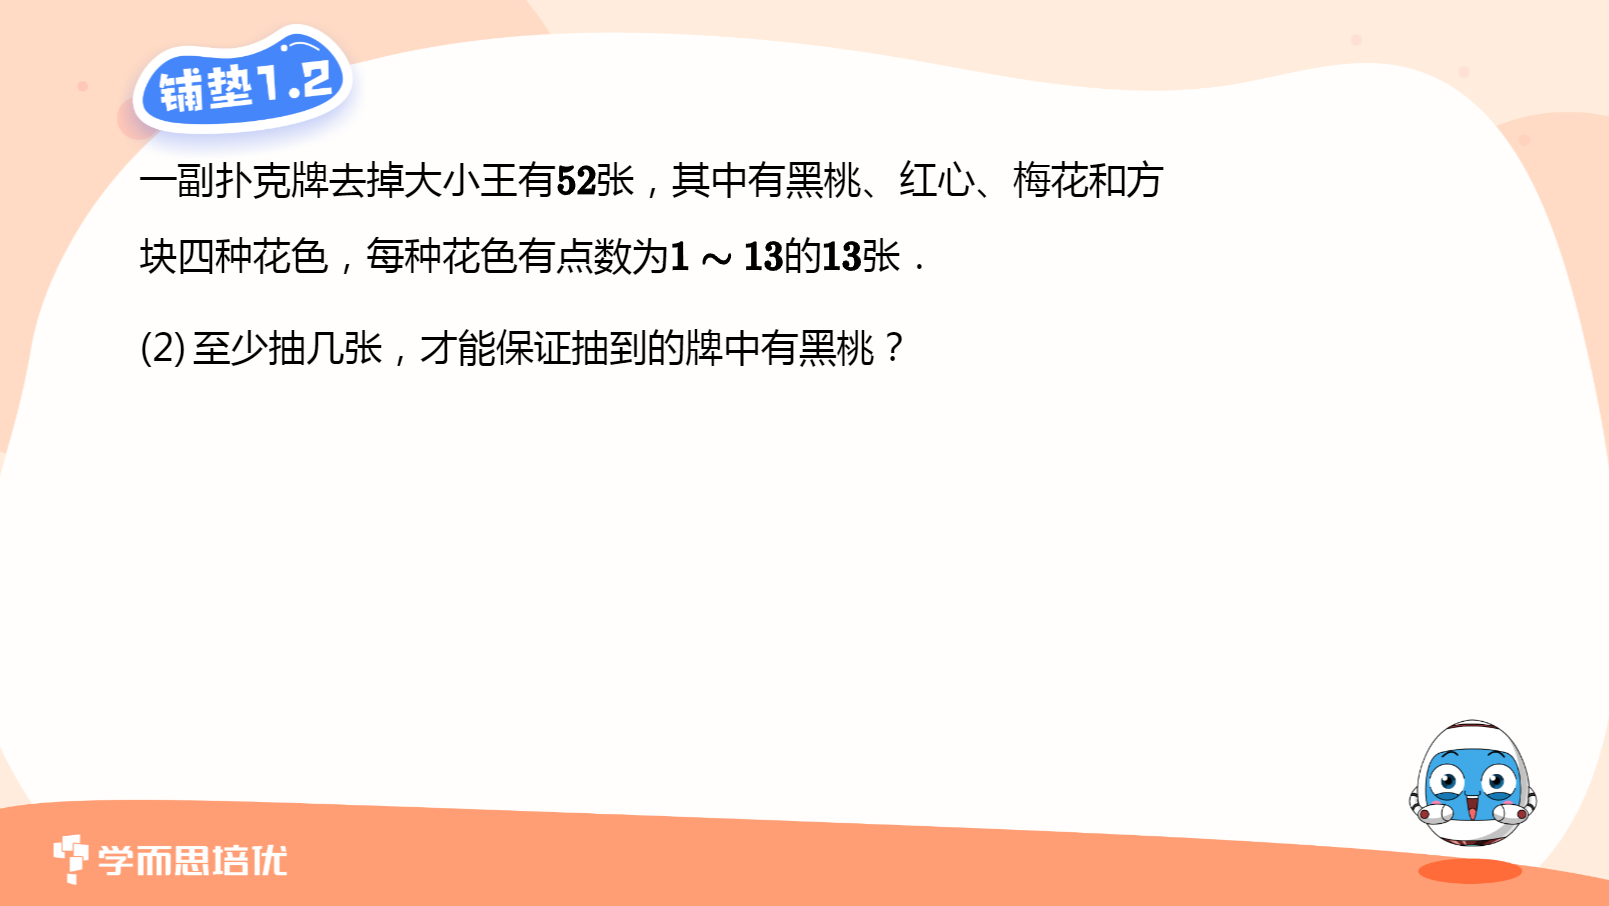 铺垫1.2
一副扑克牌去掉大小王有52张，其中有黑桃、红心、梅花和方
块四种花色，每种花色有点数为1～13的13张．
(2) 至少抽几张，才能保证抽到的牌中有黑桃？
学而思培优